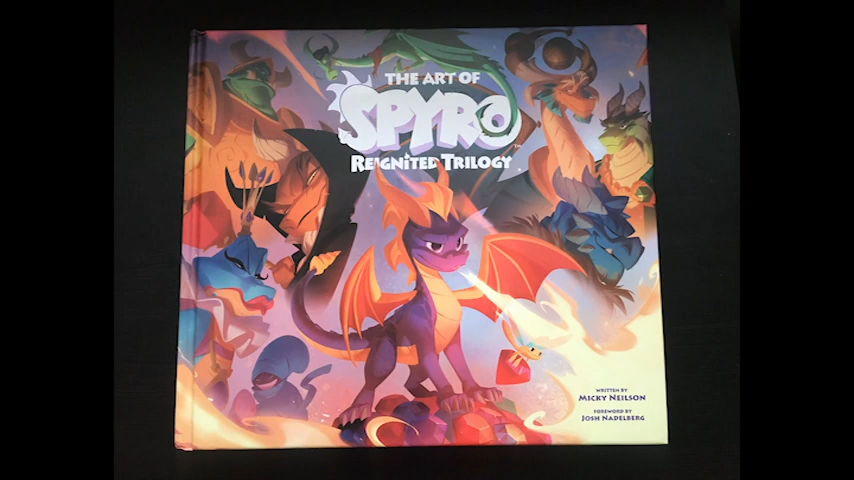 THE ART OF
SPYRO
REIGNITED TRILOGY
WRITTEN BY
MICKY NEILSON
FOREWORD BY
JOSH NADELBERG